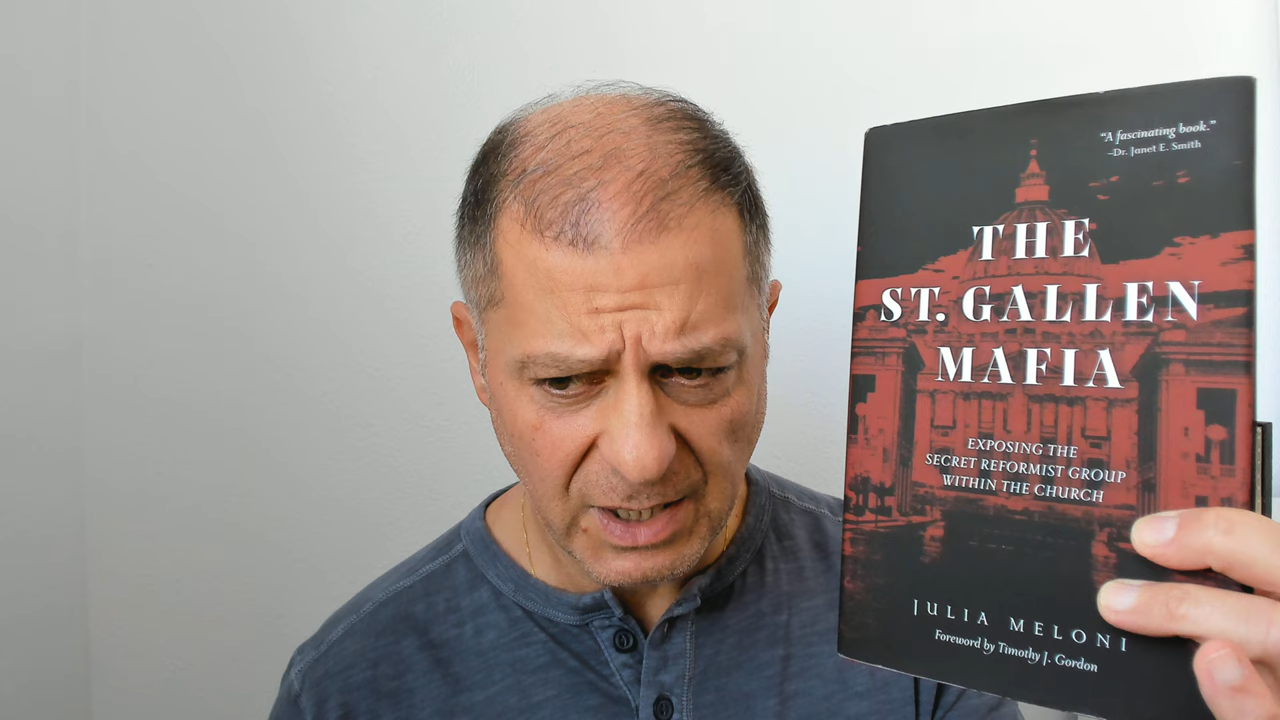 “A fascinating book.”
–Dr. Janet E. Smith
THE
ST. GALLEN
MAFIA
EXPOSING THE
SECRET REFORMIST GROUP
WITHIN THE CHURCH
JULIA MELONI
Foreword by Timothy J. Gordon